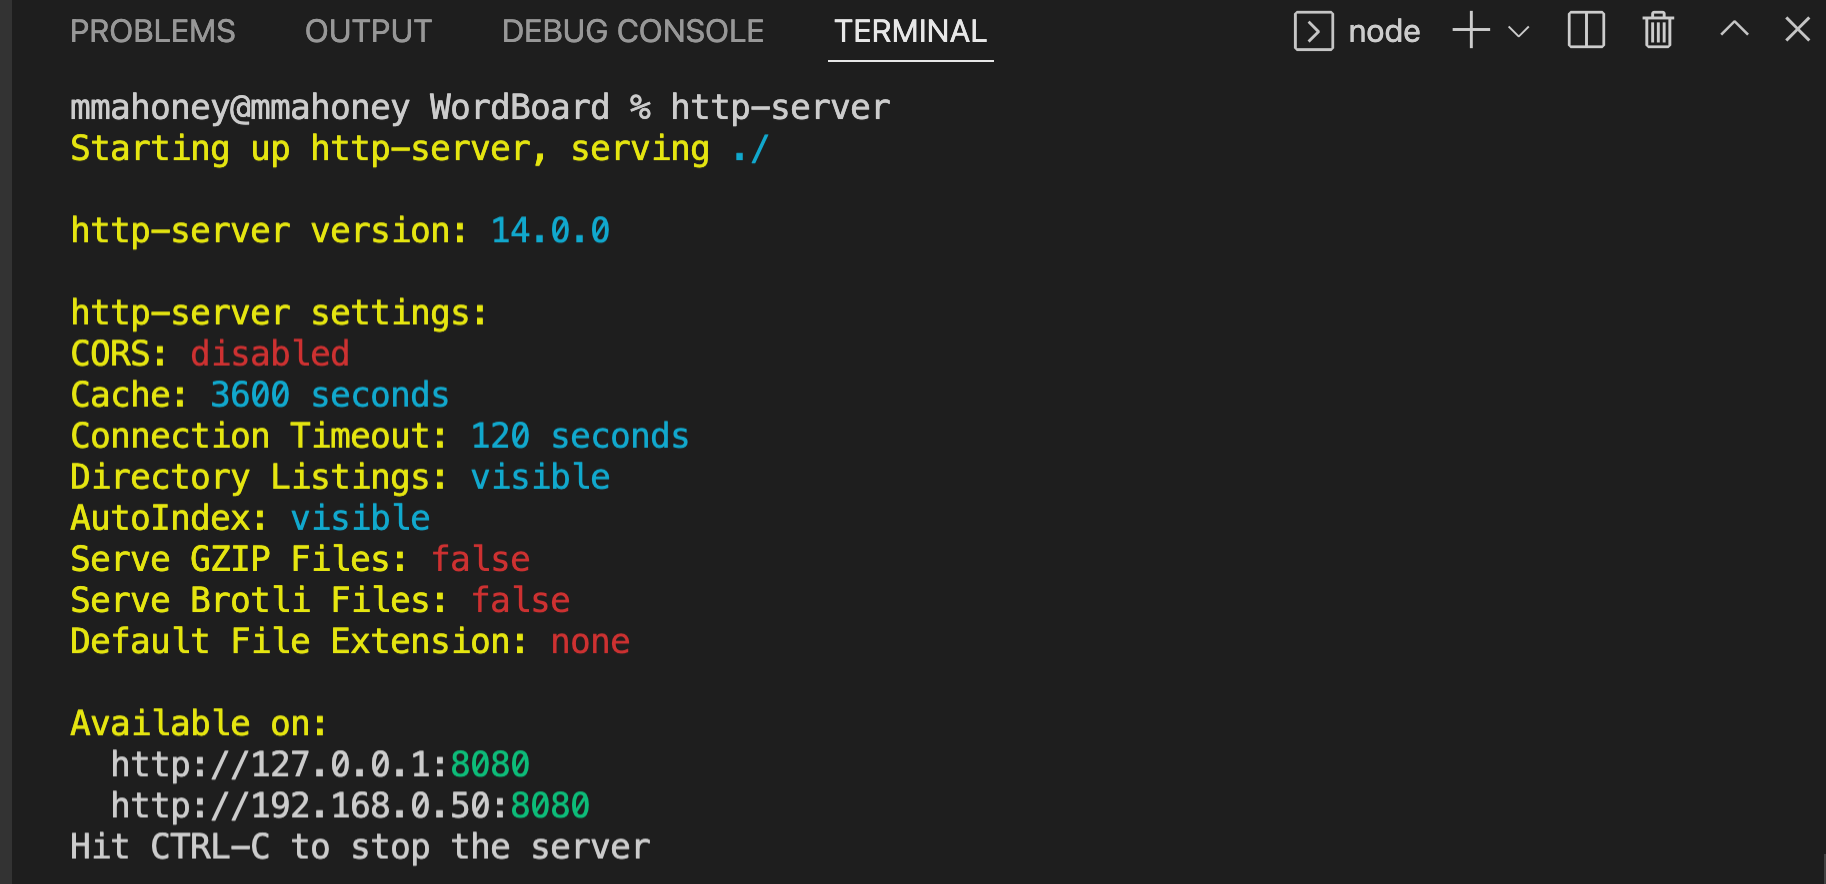 PROBLEMS OUTPUT DEBUG CONSOLE TERMINAL node
mmahoney@mmahoney WordBoard % http-server
Starting up http-server, serving ./
http-server version: 14.0.0
http-server settings:
CORS: disabled
Cache: 3600 seconds
Connection Timeout: 120 seconds
Directory Listings: visible
AutoIndex: visible
Serve GZIP Files: false
Serve Brotli Files: false
Default File Extension: none
Available on:
  http://127.0.0.1:8080
  http://192.168.0.50:8080
Hit CTRL-C to stop the server